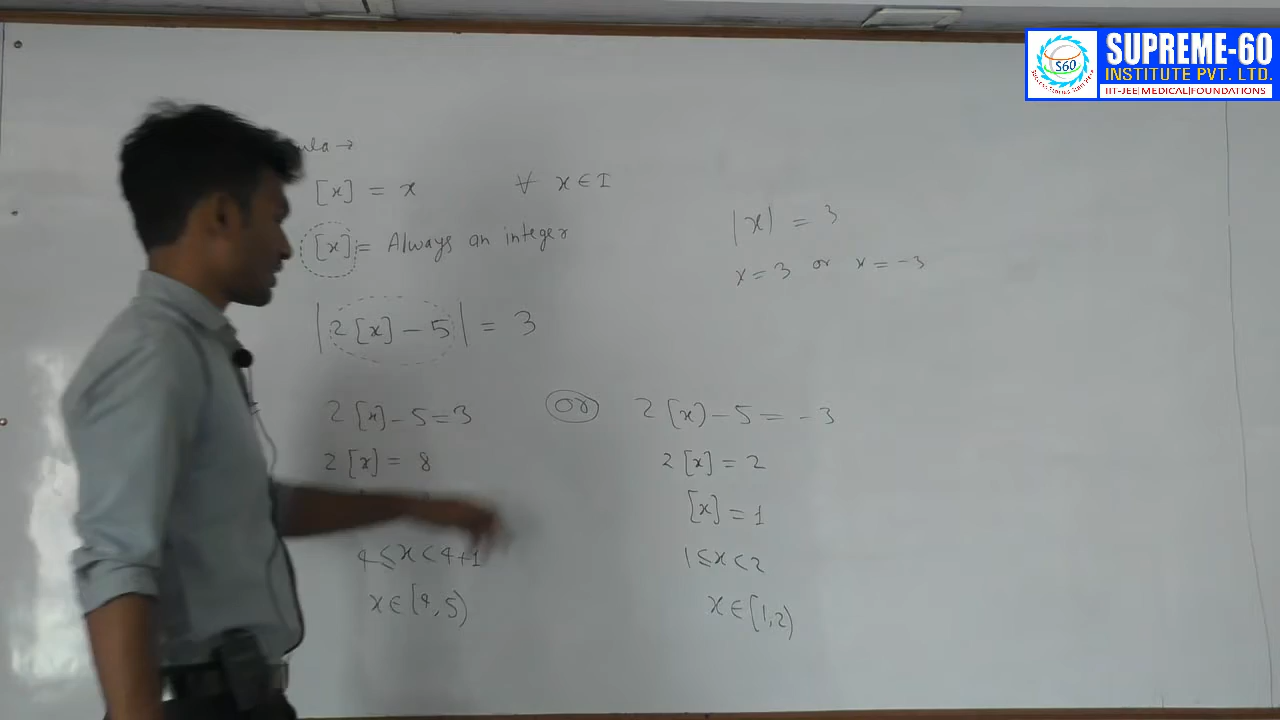 SUPREME-60
INSTITUTE PVT. LTD.
IIT-JEE|MEDICAL|FOUNDATIONS
S60
[x] = x ∀ x ∈ I
[x] = Always an integer
|x| = 3
x = 3 or x = -3
|2[x] - 5| = 3
2[x] - 5 = 3 or 2[x] - 5 = -3
2[x] = 8
4 ≤ x < 4+1
x ∈ [4, 5)
2[x] = 2
[x] = 1
1 ≤ x < 2
x ∈ [1, 2)